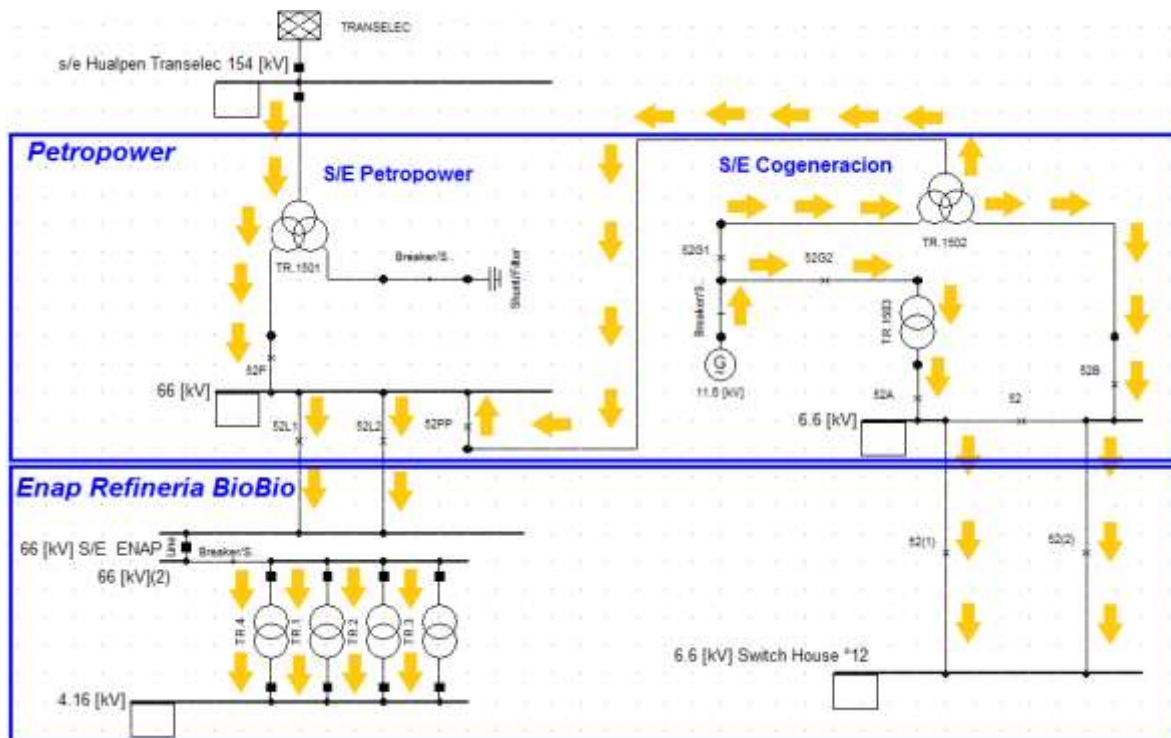 TRANSELEC
s/e Hualpen Transelec 154 [kV]
Petropower
S/E Petropower
S/E Cogeneracion
TR.1501
Breaker/S..
Shunt/Filter
TR.1502
52G1
52G2
Breaker/S...
TR.1503
G
11.5 [kV]
52F
66 [kV]
52L1
52L2
52PP
52A
52
52B
6.6 [kV]
Enap Refineria BioBio
66 [kV] S/E ENAP
Line
Breaker/S...
66 [kV](2)
52(1)
52(2)
TR.4
TR.1
TR.2
TR.3
6.6 [kV] Switch House °12
4.16 [kV]